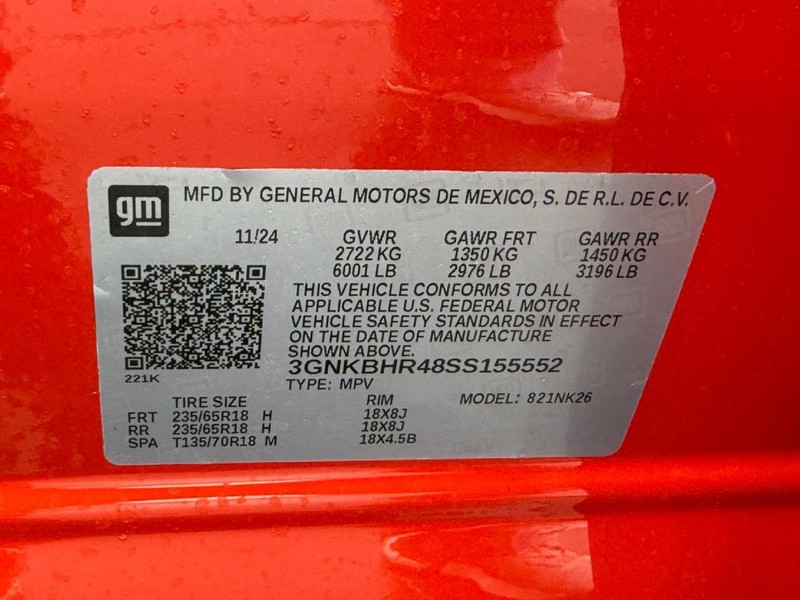 gm MFD BY GENERAL MOTORS DE MEXICO, S. DE R.L. DE C.V.
11/24 GVWR GAWR FRT GAWR RR
2722 KG 1350 KG 1450 KG
6001 LB 2976 LB 3196 LB
THIS VEHICLE CONFORMS TO ALL
APPLICABLE U.S. FEDERAL MOTOR
VEHICLE SAFETY STANDARDS IN EFFECT
ON THE DATE OF MANUFACTURE
SHOWN ABOVE.
3GNKBHR48SS155552
221K
TYPE: MPV MODEL: 821NK26
TIRE SIZE RIM
FRT 235/65R18 H 18X8J
RR 235/65R18 H 18X8J
SPA T135/70R18 M 18X4.5B